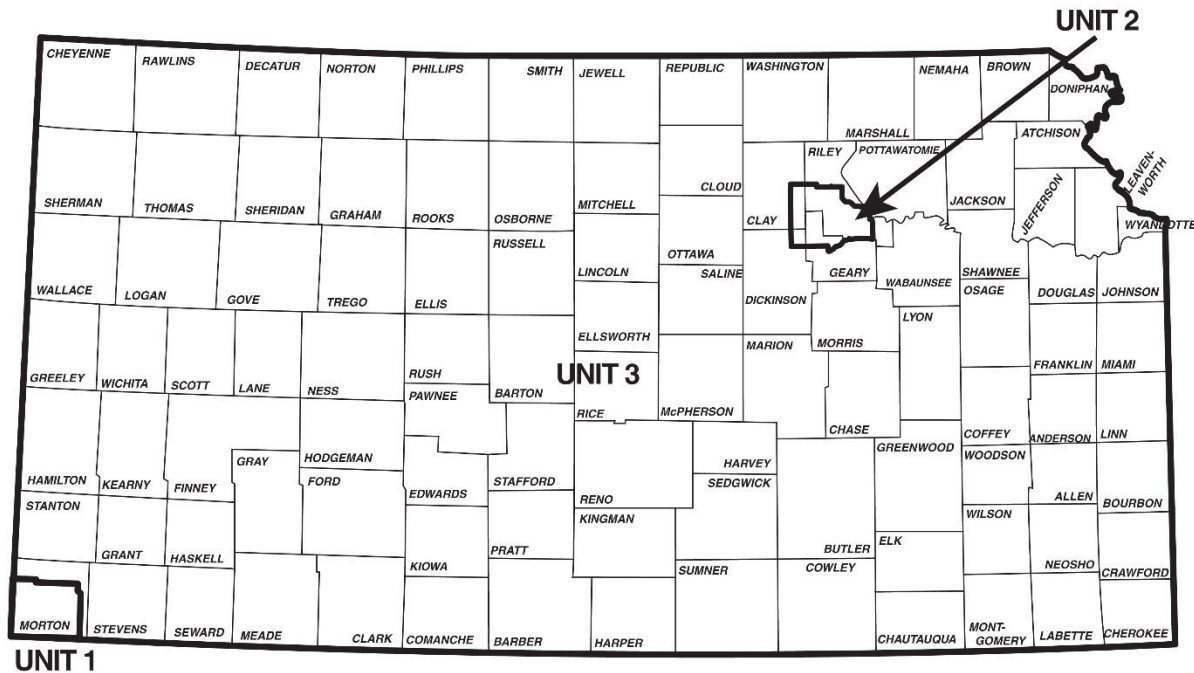 UNIT 2
CHEYENNE
RAWLINS
DECATUR
NORTON
PHILLIPS
SMITH
JEWELL
REPUBLIC
WASHINGTON
MARSHALL
NEMAHA
BROWN
DONIPHAN
SHERMAN
THOMAS
SHERIDAN
GRAHAM
ROOKS
OSBORNE
MITCHELL
CLOUD
CLAY
RILEY
POTTAWATOMIE
JACKSON
ATCHISON
JEFFERSON
LEAVEN-
WORTH
WYANDOTTE
WALLACE
LOGAN
GOVE
TREGO
ELLIS
RUSSELL
LINCOLN
OTTAWA
SALINE
DICKINSON
GEARY
WABAUNSEE
SHAWNEE
OSAGE
DOUGLAS
JOHNSON
GREELEY
WICHITA
SCOTT
LANE
NESS
RUSH
PAWNEE
BARTON
ELLSWORTH
UNIT 3
RICE
McPHERSON
MARION
MORRIS
LYON
CHASE
FRANKLIN
MIAMI
HAMILTON
KEARNY
FINNEY
GRAY
HODGEMAN
FORD
EDWARDS
STAFFORD
RENO
KINGMAN
HARVEY
SEDGWICK
BUTLER
GREENWOOD
COFFEY
WOODSON
ANDERSON
LINN
ALLEN
BOURBON
STANTON
GRANT
HASKELL
KIOWA
PRATT
SUMNER
COWLEY
ELK
WILSON
NEOSHO
CRAWFORD
MORTON
STEVENS
SEWARD
MEADE
CLARK
COMANCHE
BARBER
HARPER
CHAUTAUQUA
MONT-
GOMERY
LABETTE
CHEROKEE
UNIT 1